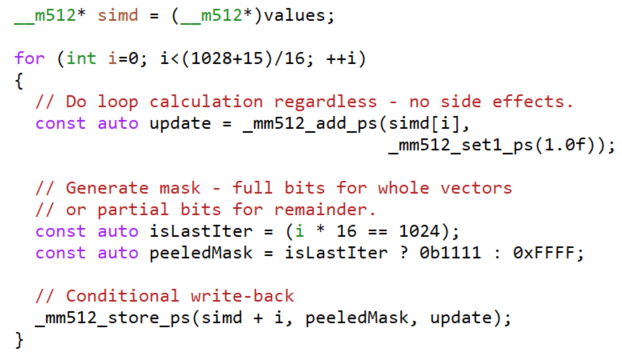 __m512* simd = (__m512*)values;
for (int i=0; i<(1028+15)/16; ++i)
{
// Do loop calculation regardless - no side effects.
const auto update = _mm512_add_ps(simd[i],
_mm512_set1_ps(1.0f));
// Generate mask - full bits for whole vectors
// or partial bits for remainder.
const auto isLastIter = (i * 16 == 1024);
const auto peeledMask = isLastIter ? 0b1111 : 0xFFFF;
// Conditional write-back
_mm512_store_ps(simd + i, peeledMask, update);
}